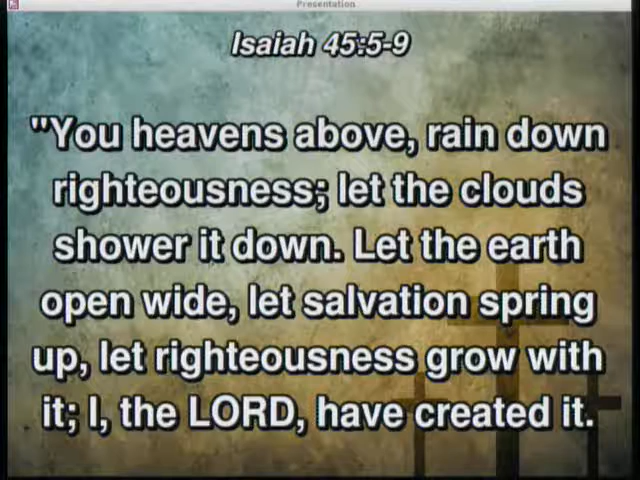 Presentation
Isaiah 45:5-9
"You heavens above, rain down
righteousness; let the clouds
shower it down. Let the earth
open wide, let salvation spring
up, let righteousness grow with
it; I, the LORD, have created it.